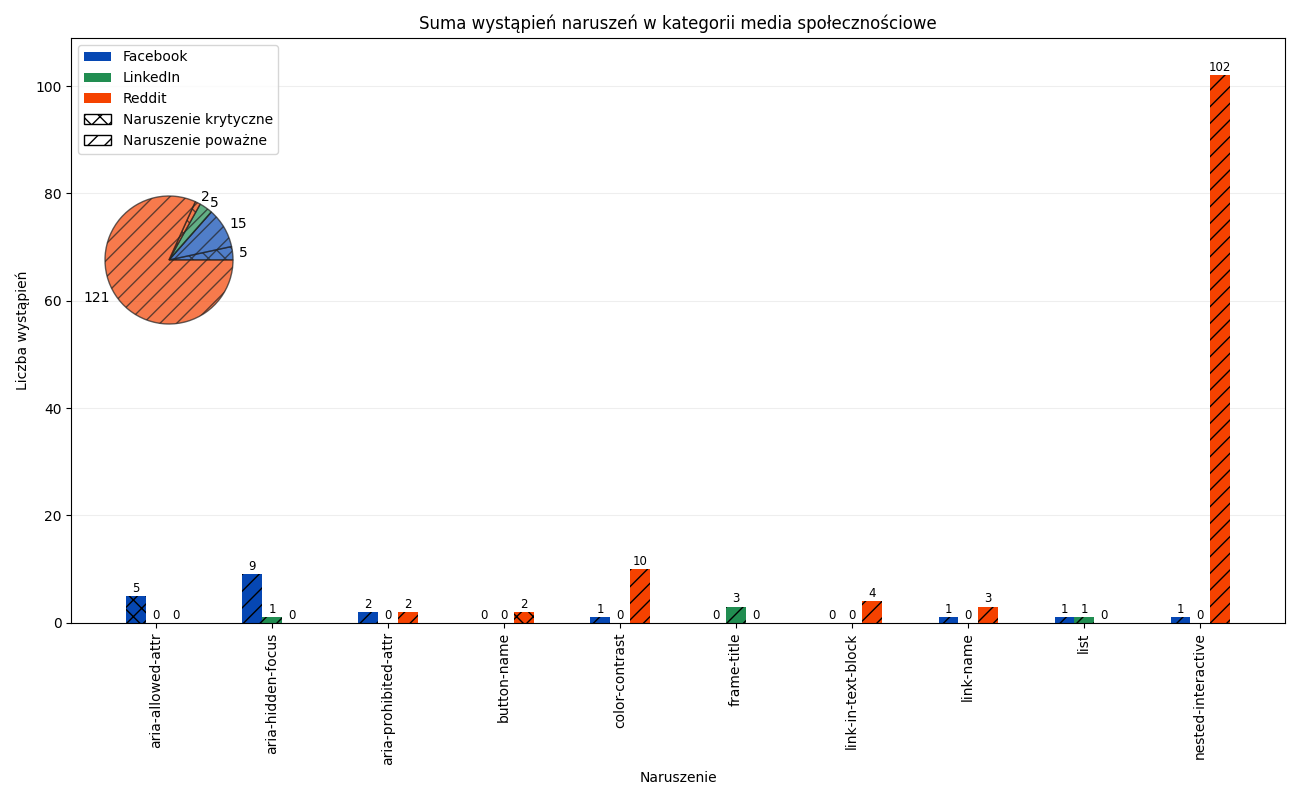 Suma wystąpień naruszeń w kategorii media społecznościowe
Facebook
LinkedIn
Reddit
Naruszenie krytyczne
Naruszenie poważne
2
5
15
5
121
Liczba wystąpień
100
80
60
40
20
0
5 0 0
9 1 0
2 0 2
0 0 2
1 0 10
0 3 0
0 0 4
1 0 3
1 1 0
1 0 102
aria-allowed-attr
aria-hidden-focus
aria-prohibited-attr
button-name
color-contrast
frame-title
link-in-text-block
link-name
list
nested-interactive
Naruszenie